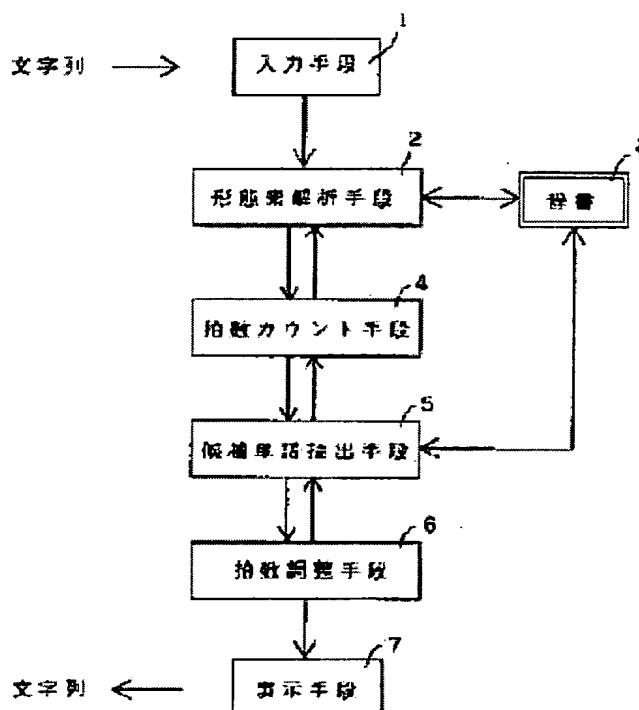 1
文字列
入力手段
2
形態素解析手段
辞書
4
拍数カウント手段
5
候補単語抽出手段
6
拍数調整手段
7
文字列
表示手段